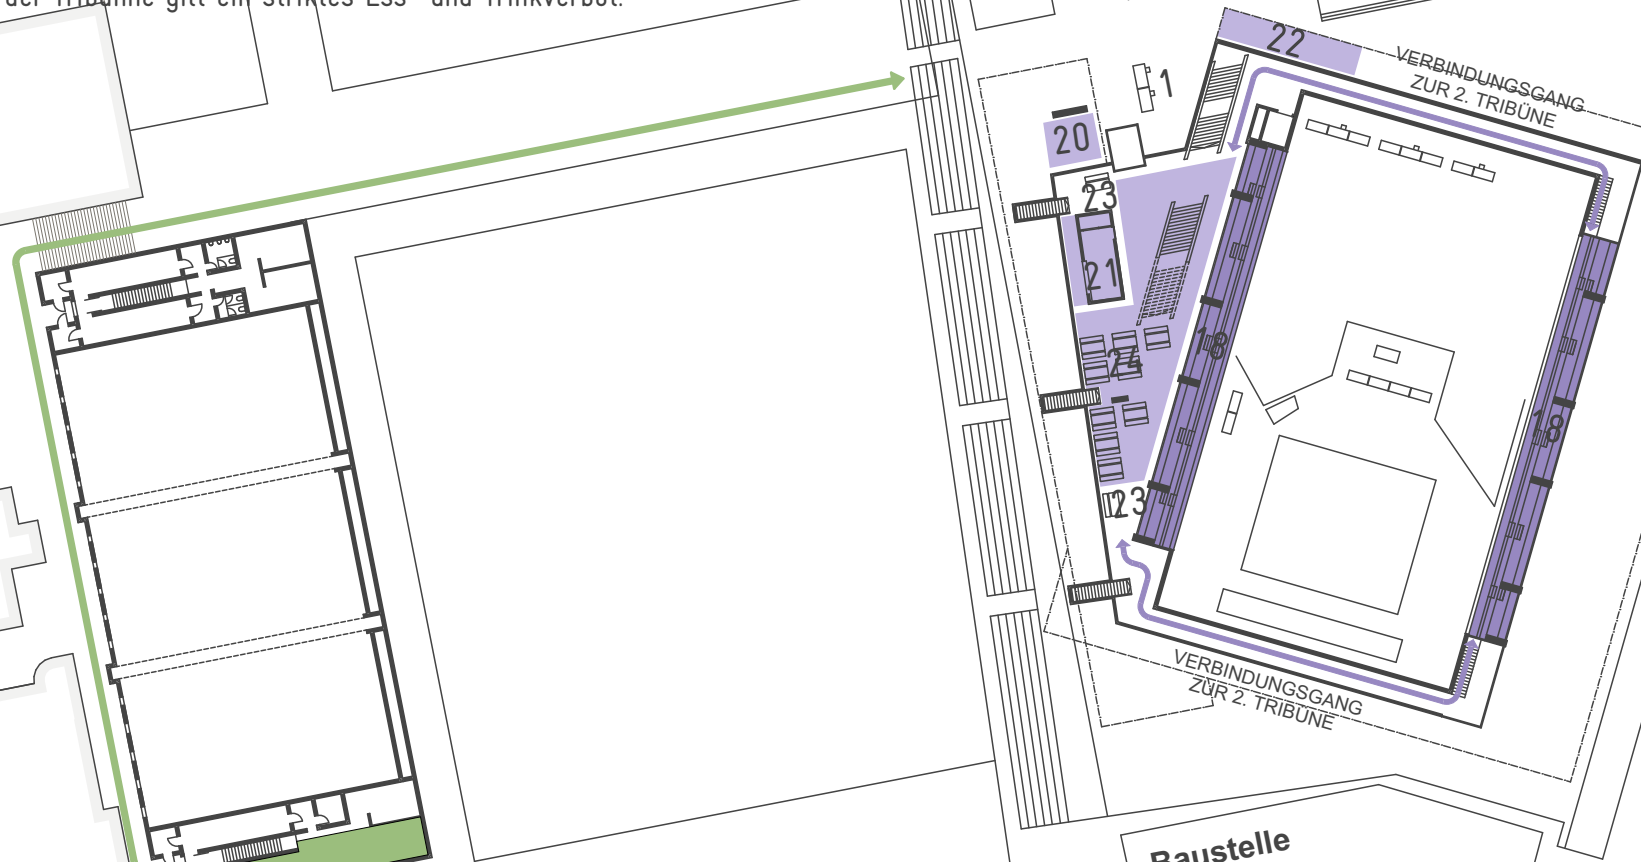 der Tribünne gilt ein striktes Ess- und Trinkverbot.
22
VERBINDUNGSGANG
ZUR 2. TRIBÜNE
1
20
23
21
18
24
18
23
VERBINDUNGSGANG
ZUR 2. TRIBÜNE
Baustelle